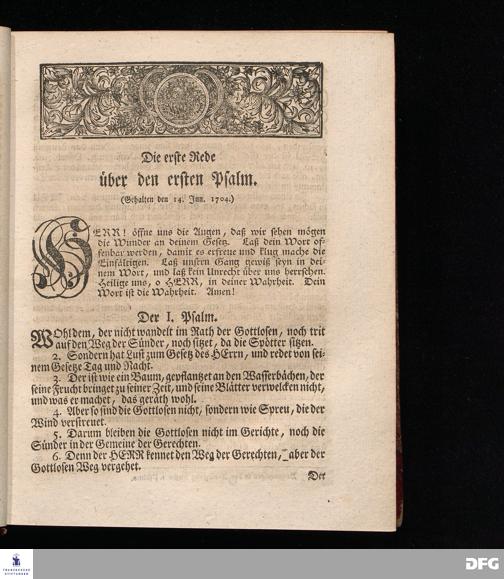 Die erste Rede
über den ersten Psalm.
(Gehalten den 14. Jun. 1704.)
HERR! öffne uns die Augen, daß wir sehen mögen
die Wunder an deinem Gesetz. Laß dein Wort of-
fenbar werden, damit es erfreue und klug mache die
Einfältigen. Laß unsern Gang gewiß seyn in dei-
nem Wort, und laß kein Unrecht über uns herrschen.
Heilige uns, o HERR, in deiner Wahrheit. Dein
Wort ist die Wahrheit. Amen!
Der I. Psalm.
WOhl dem, der nicht wandelt im Rath der Gottlosen, noch trit
auf den Weg der Sünder, noch sitzet, da die Spötter sitzen.
2. Sondern hat Lust zum Gesetz des HErrn, und redet von sei-
nem Gesetze Tag und Nacht.
3. Der ist wie ein Baum, gepflantzet an den Wasserbächen, der
seine Frucht bringet zu seiner Zeit, und seine Blätter verwelcken nicht,
und was er machet, das geräth wohl.
4. Aber so sind die Gottlosen nicht, sondern wie Spreu, die der
Wind verstreuet.
5. Darum bleiben die Gottlosen nicht im Gerichte, noch die
Sünder in der Gemeine der Gerechten.
6. Denn der HERR kennet den Weg der Gerechten, aber der
Gottlosen Weg vergehet.
Der
FRANCKESCHE
STIFTUNGEN
DFG